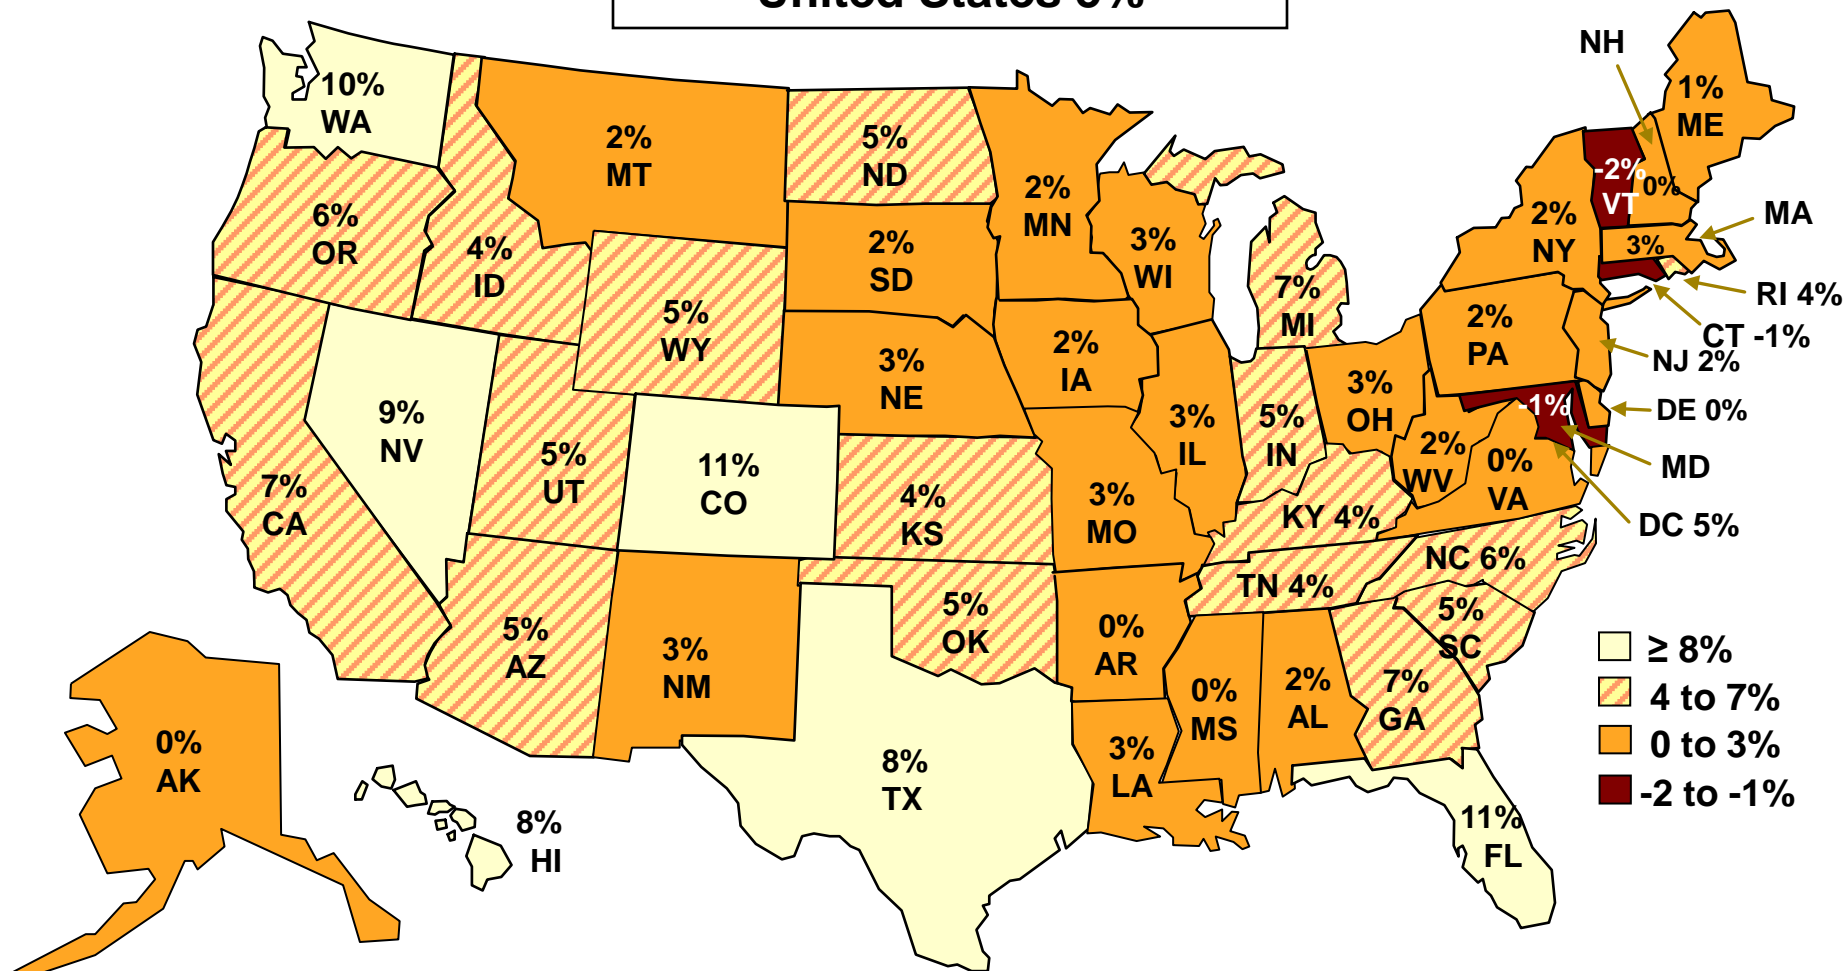 NH
10%
WA
1%
ME
2%
MT
5%
ND
-2%
VT
0%
2%
MN
6%
OR
2%
NY
MA
4%
ID
2%
SD
3%
WI
3%
7%
MI
RI 4%
5%
WY
2%
PA
CT -1%
2%
IA
NJ 2%
3%
NE
3%
OH
-1%
DE 0%
9%
NV
3%
IL
5%
IN
2%
WV
0%
VA
MD
5%
UT
11%
CO
7%
CA
4%
KS
3%
MO
KY 4%
DC 5%
NC 6%
TN 4%
5%
OK
5%
SC
5%
AZ
3%
NM
0%
AR
0%
MS
2%
AL
7%
GA
≥ 8%
4 to 7%
0 to 3%
-2 to -1%
0%
AK
8%
TX
3%
LA
8%
HI
11%
FL